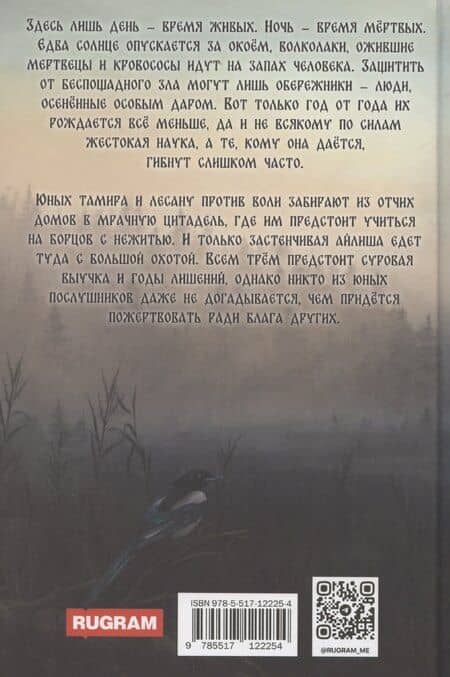 Здесь лишь день – время живых. Ночь – время мёртвых.
Едва солнце опускается за окоём, волколаки, ожившие
мертвецы и кровососы идут на запах человека. Защитить
от беспощадного зла могут лишь обережники – люди,
осенённые особым даром. Вот только год от года их
рождается всё меньше, да и не всякому по силам
жестокая наука, а те, кому она даётся,
гибнут слишком часто.
Юных Тамира и Лесану против воли забирают из отчих
домов в мрачную Цитадель, где им предстоит учиться
на борцов с нежитью. И только застенчивая Айлиша едет
туда с большой охотой. Всем трём предстоит суровая
выучка и годы лишений, однако никто из юных
послушников даже не догадывается, чем придётся
пожертвовать ради блага других.
RUGRAM
ISBN 978-5-517-12225-4
9 785517 122254
@RUGRAM_ME